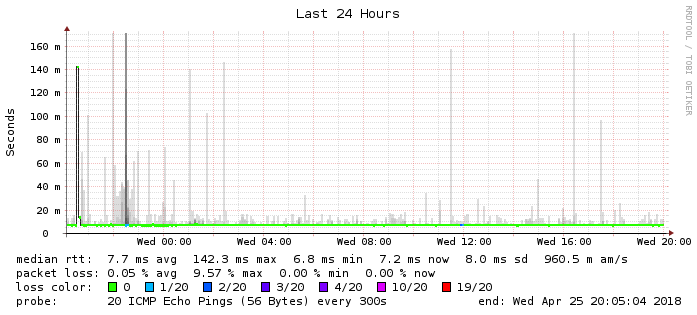 Last 24 Hours
RRDTOOL / TOBI OETIKER
Seconds
160 m
140 m
120 m
100 m
80 m
60 m
40 m
20 m
0
Wed 00:00 Wed 04:00 Wed 08:00 Wed 12:00 Wed 16:00 Wed 20:00
median rtt: 7.7 ms avg 142.3 ms max 6.8 ms min 7.2 ms now 8.0 ms sd 960.5 m am/s
packet loss: 0.05 % avg 9.57 % max 0.00 % min 0.00 % now
loss color: 0 1/20 2/20 3/20 4/20 10/20 19/20
probe: 20 ICMP Echo Pings (56 Bytes) every 300s end: Wed Apr 25 20:05:04 2018